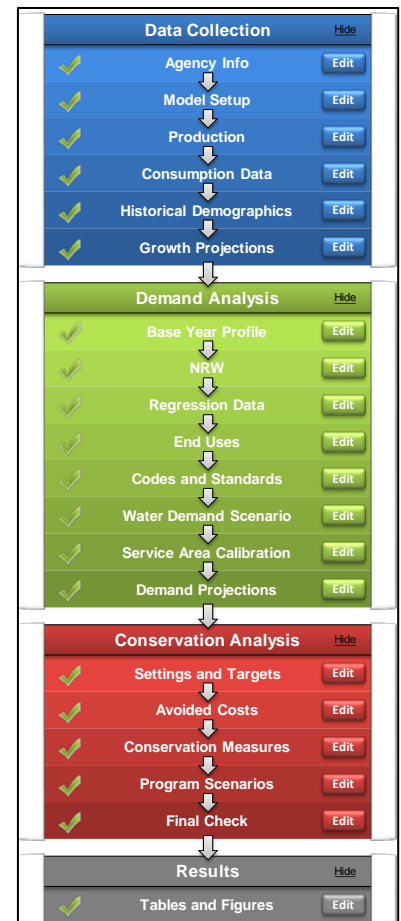 Data Collection Hide
Agency Info Edit
Model Setup Edit
Production Edit
Consumption Data Edit
Historical Demographics Edit
Growth Projections Edit
Demand Analysis Hide
Base Year Profile Edit
NRW Edit
Regression Data Edit
End Uses Edit
Codes and Standards Edit
Water Demand Scenario Edit
Service Area Calibration Edit
Demand Projections Edit
Conservation Analysis Hide
Settings and Targets Edit
Avoided Costs Edit
Conservation Measures Edit
Program Scenarios Edit
Final Check Edit
Results Hide
Tables and Figures Edit